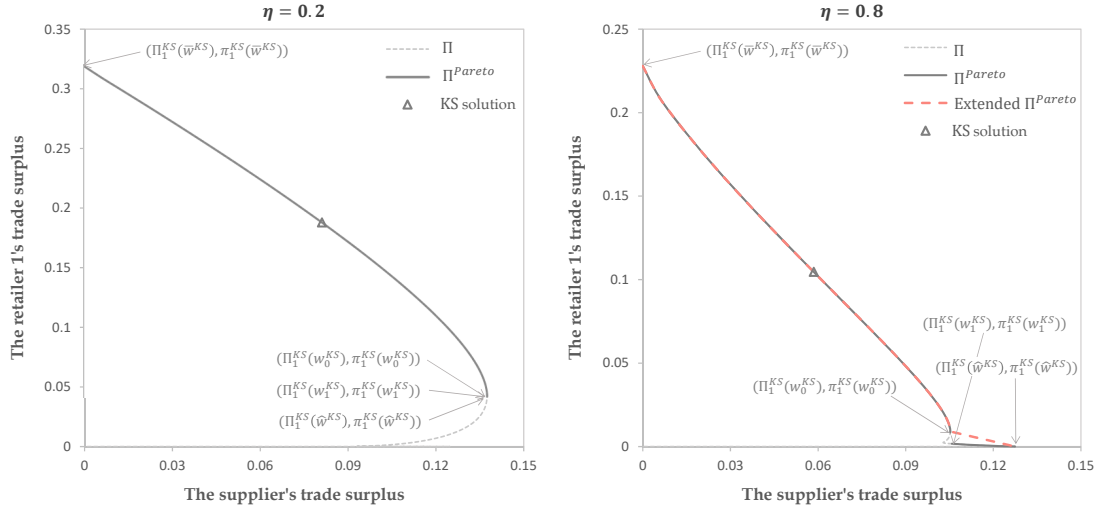 η = 0.2
The retailer 1's trade surplus
0.35
0.3
0.25
0.2
0.15
0.1
0.05
0
0
0.03
0.06
0.09
0.12
0.15
The supplier's trade surplus
(Π₁ᴷˢ(w̅ᴷˢ), π₁ᴷˢ(w̅ᴷˢ))
Π
Πᴾᵃʳᵉᵗᵒ
KS solution
(Π₁ᴷˢ(w₀ᴷˢ), π₁ᴷˢ(w₀ᴷˢ))
(Π₁ᴷˢ(w₁ᴷˢ), π₁ᴷˢ(w₁ᴷˢ))
(Π₁ᴷˢ(ŵᴷˢ), π₁ᴷˢ(ŵᴷˢ))
η = 0.8
The retailer 1's trade surplus
0.25
0.2
0.15
0.1
0.05
0
0
0.03
0.06
0.09
0.12
0.15
The supplier's trade surplus
(Π₁ᴷˢ(w̅ᴷˢ), π₁ᴷˢ(w̅ᴷˢ))
Π
Πᴾᵃʳᵉᵗᵒ
Extended Πᴾᵃʳᵉᵗᵒ
KS solution
(Π₁ᴷˢ(w₁ᴷˢ), π₁ᴷˢ(w₁ᴷˢ))
(Π₁ᴷˢ(ŵᴷˢ), π₁ᴷˢ(ŵᴷˢ))
(Π₁ᴷˢ(w₀ᴷˢ), π₁ᴷˢ(w₀ᴷˢ))